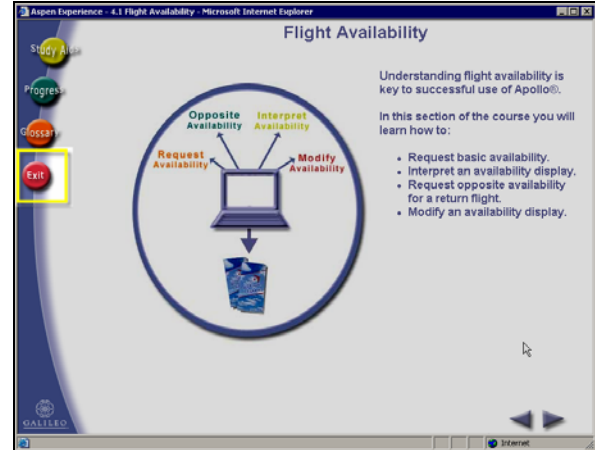 Aspen Experience - 4.1 Flight Availability - Microsoft Internet Explorer
Flight Availability
Study Aids
Progress
Glossary
Exit
Opposite
Availability
Interpret
Availability
Request
Availability
Modify
Availability
Understanding flight availability is
key to successful use of Apollo®.
In this section of the course you will
learn how to:
• Request basic availability.
• Interpret an availability display.
• Request opposite availability
for a return flight.
• Modify an availability display.
GALILEO
Internet